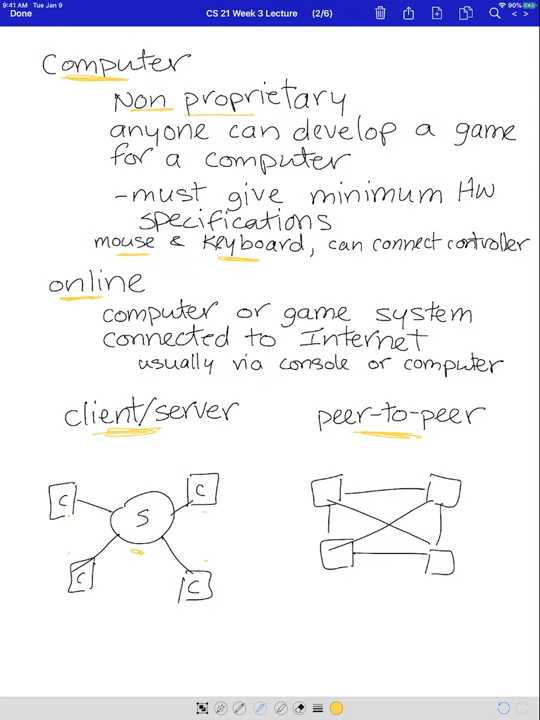 9:41 AM Tue Jan 9
90%
Done
CS 21 Week 3 Lecture (2/6)
Computer
Non proprietary
anyone can develop a game
for a computer
-must give minimum HW
specifications
mouse & keyboard, can connect controller
online
computer or game system
connected to Internet
usually via console or computer
client/server peer-to-peer
C C
S
C C